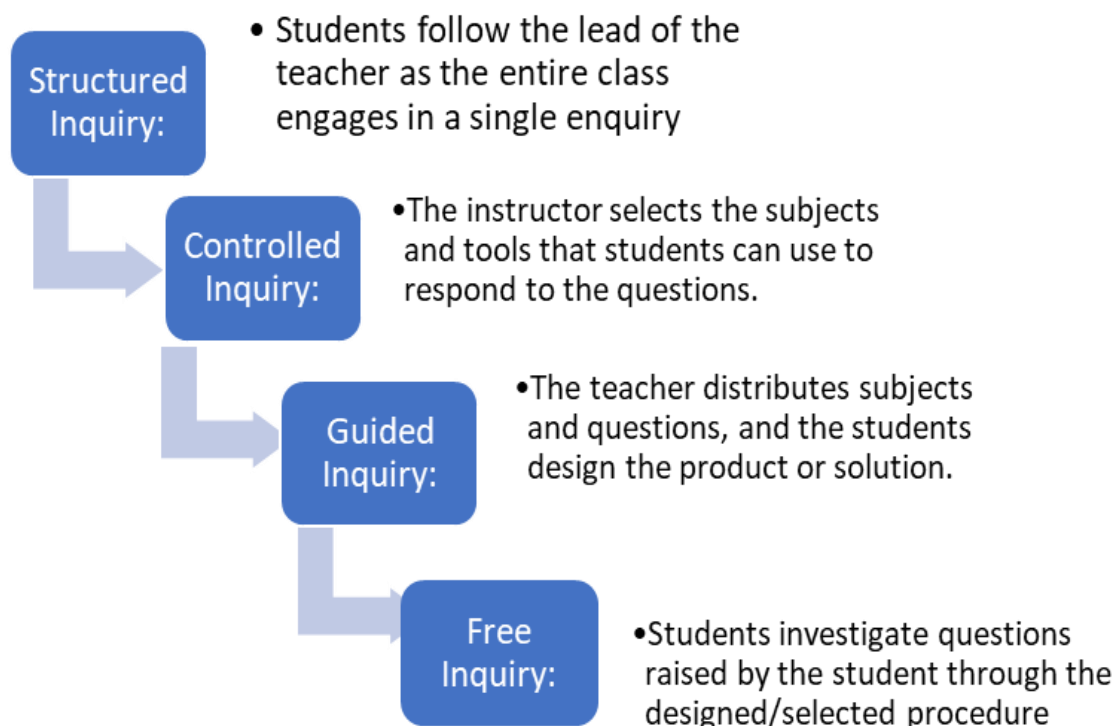 Structured
Inquiry:
• Students follow the lead of the
teacher as the entire class
engages in a single enquiry
Controlled
Inquiry:
•The instructor selects the subjects
and tools that students can use to
respond to the questions.
Guided
Inquiry:
•The teacher distributes subjects
and questions, and the students
design the product or solution.
Free
Inquiry:
•Students investigate questions
raised by the student through the
designed/selected procedure